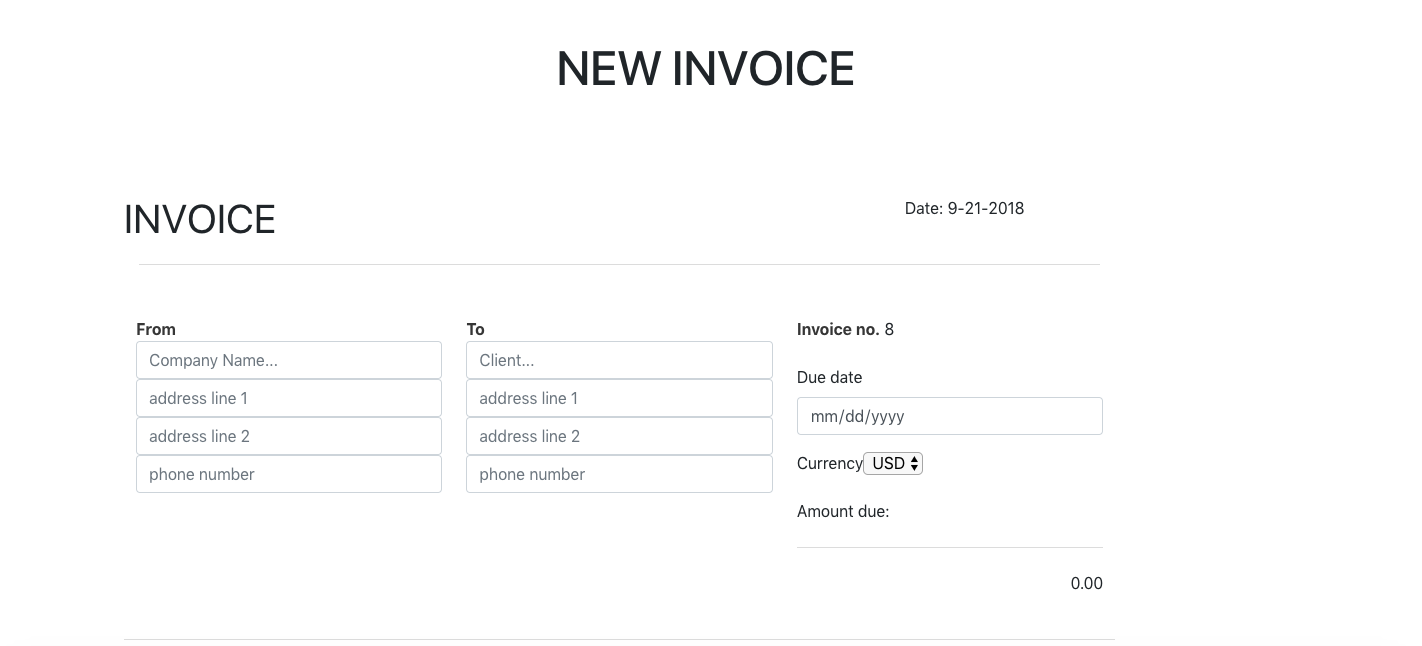 NEW INVOICE
INVOICE
Date: 9-21-2018
From
Company Name...
address line 1
address line 2
phone number
To
Client...
address line 1
address line 2
phone number
Invoice no. 8
Due date
mm/dd/yyyy
Currency USD
Amount due:
0.00